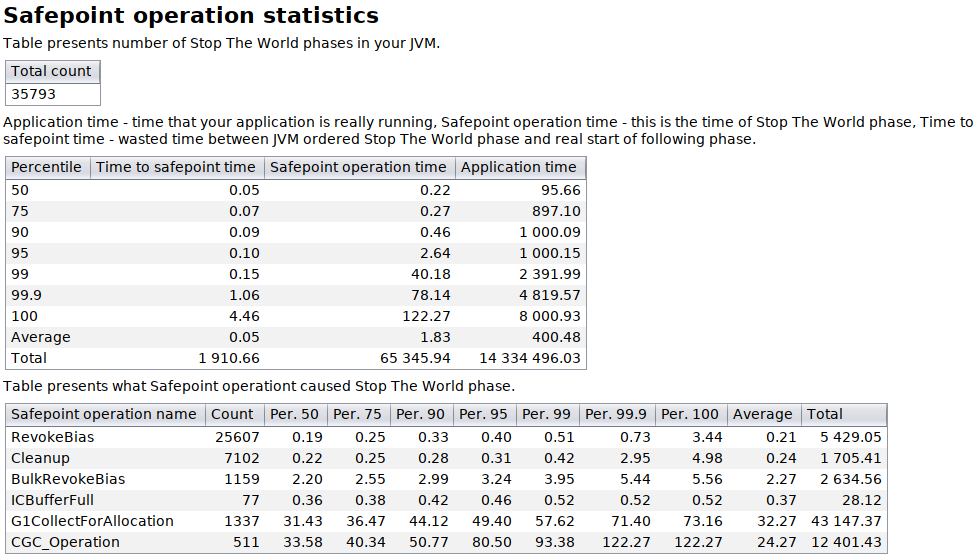 Safepoint operation statistics
Table presents number of Stop The World phases in your JVM.
Total count
35793
Application time - time that your application is really running, Safepoint operation time - this is the time of Stop The World phase, Time to
safepoint time - wasted time between JVM ordered Stop The World phase and real start of following phase.
Percentile Time to safepoint time Safepoint operation time Application time
50 0.05 0.22 95.66
75 0.07 0.27 897.10
90 0.09 0.46 1 000.09
95 0.10 2.64 1 000.15
99 0.15 40.18 2 391.99
99.9 1.06 78.14 4 819.57
100 4.46 122.27 8 000.93
Average 0.05 1.83 400.48
Total 1 910.66 65 345.94 14 334 496.03
Table presents what Safepoint operationt caused Stop The World phase.
Safepoint operation name Count Per. 50 Per. 75 Per. 90 Per. 95 Per. 99 Per. 99.9 Per. 100 Average Total
RevokeBias 25607 0.19 0.25 0.33 0.40 0.51 0.73 3.44 0.21 5 429.05
Cleanup 7102 0.22 0.25 0.28 0.31 0.42 2.95 4.98 0.24 1 705.41
BulkRevokeBias 1159 2.20 2.55 2.99 3.24 3.95 5.44 5.56 2.27 2 634.56
ICBufferFull 77 0.36 0.38 0.42 0.46 0.52 0.52 0.52 0.37 28.12
G1CollectForAllocation 1337 31.43 36.47 44.12 49.40 57.62 71.40 73.16 32.27 43 147.37
CGC_Operation 511 33.58 40.34 50.77 80.50 93.38 122.27 122.27 24.27 12 401.43